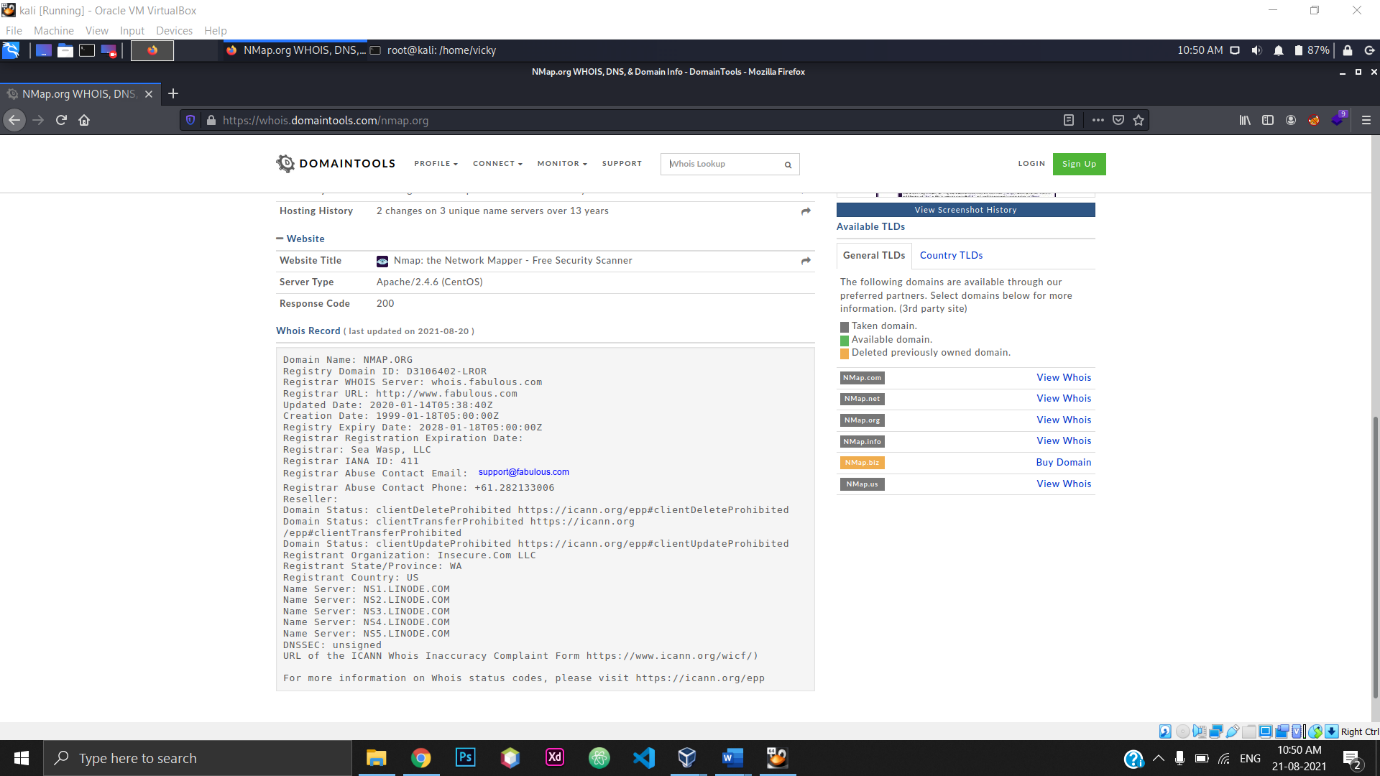 kali [Running] - Oracle VM VirtualBox
File Machine View Input Devices Help
NMap.org WHOIS, DNS,... root@kali: /home/vicky 10:50 AM 87%
NMap.org WHOIS, DNS, & Domain Info - DomainTools - Mozilla Firefox
NMap.org WHOIS, DNS,
https://whois.domaintools.com/nmap.org
9
DOMAINTOOLS PROFILE CONNECT MONITOR SUPPORT Whois Lookup LOGIN Sign Up
Hosting History 2 changes on 3 unique name servers over 13 years
Website
Website Title Nmap: the Network Mapper - Free Security Scanner
Server Type Apache/2.4.6 (CentOS)
Response Code 200
Whois Record ( last updated on 2021-08-20 )
Domain Name: NMAP.ORG
Registry Domain ID: D3106402-LROR
Registrar WHOIS Server: whois.fabulous.com
Registrar URL: http://www.fabulous.com
Updated Date: 2020-01-14T05:38:40Z
Creation Date: 1999-01-18T05:00:00Z
Registry Expiry Date: 2028-01-18T05:00:00Z
Registrar Registration Expiration Date:
Registrar: Sea Wasp, LLC
Registrar IANA ID: 411
Registrar Abuse Contact Email: support@fabulous.com
Registrar Abuse Contact Phone: +61.282133006
Reseller:
Domain Status: clientDeleteProhibited https://icann.org/epp#clientDeleteProhibited
Domain Status: clientTransferProhibited https://icann.org
/epp#clientTransferProhibited
Domain Status: clientUpdateProhibited https://icann.org/epp#clientUpdateProhibited
Registrant Organization: Insecure.Com LLC
Registrant State/Province: WA
Registrant Country: US
Name Server: NS1.LINODE.COM
Name Server: NS2.LINODE.COM
Name Server: NS3.LINODE.COM
Name Server: NS4.LINODE.COM
Name Server: NS5.LINODE.COM
DNSSEC: unsigned
URL of the ICANN Whois Inaccuracy Complaint Form https://www.icann.org/wicf/)
For more information on Whois status codes, please visit https://icann.org/epp
View Screenshot History
Available TLDs
General TLDs Country TLDs
The following domains are available through our
preferred partners. Select domains below for more
information. (3rd party site)
Taken domain.
Available domain.
Deleted previously owned domain.
NMap.com View Whois
NMap.net View Whois
NMap.org View Whois
NMap.info View Whois
NMap.biz Buy Domain
NMap.us View Whois
Right Ctrl
Type here to search Ps Xd W ENG 10:50 AM
21-08-2021 2